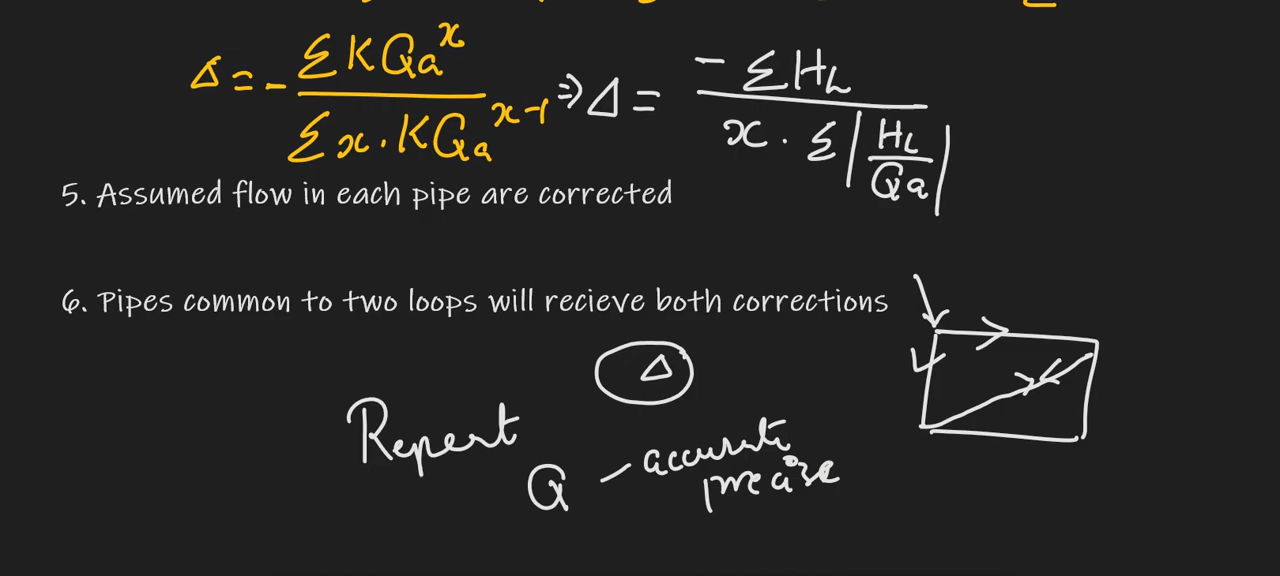 Δ = - ΣKQa^x / Σx.KQa^(x-1) ⇒ Δ = -ΣHL / x . Σ|HL/Qa|
5. Assumed flow in each pipe are corrected
6. Pipes common to two loops will recieve both corrections
Δ
Repeat
Q - accurate
precise